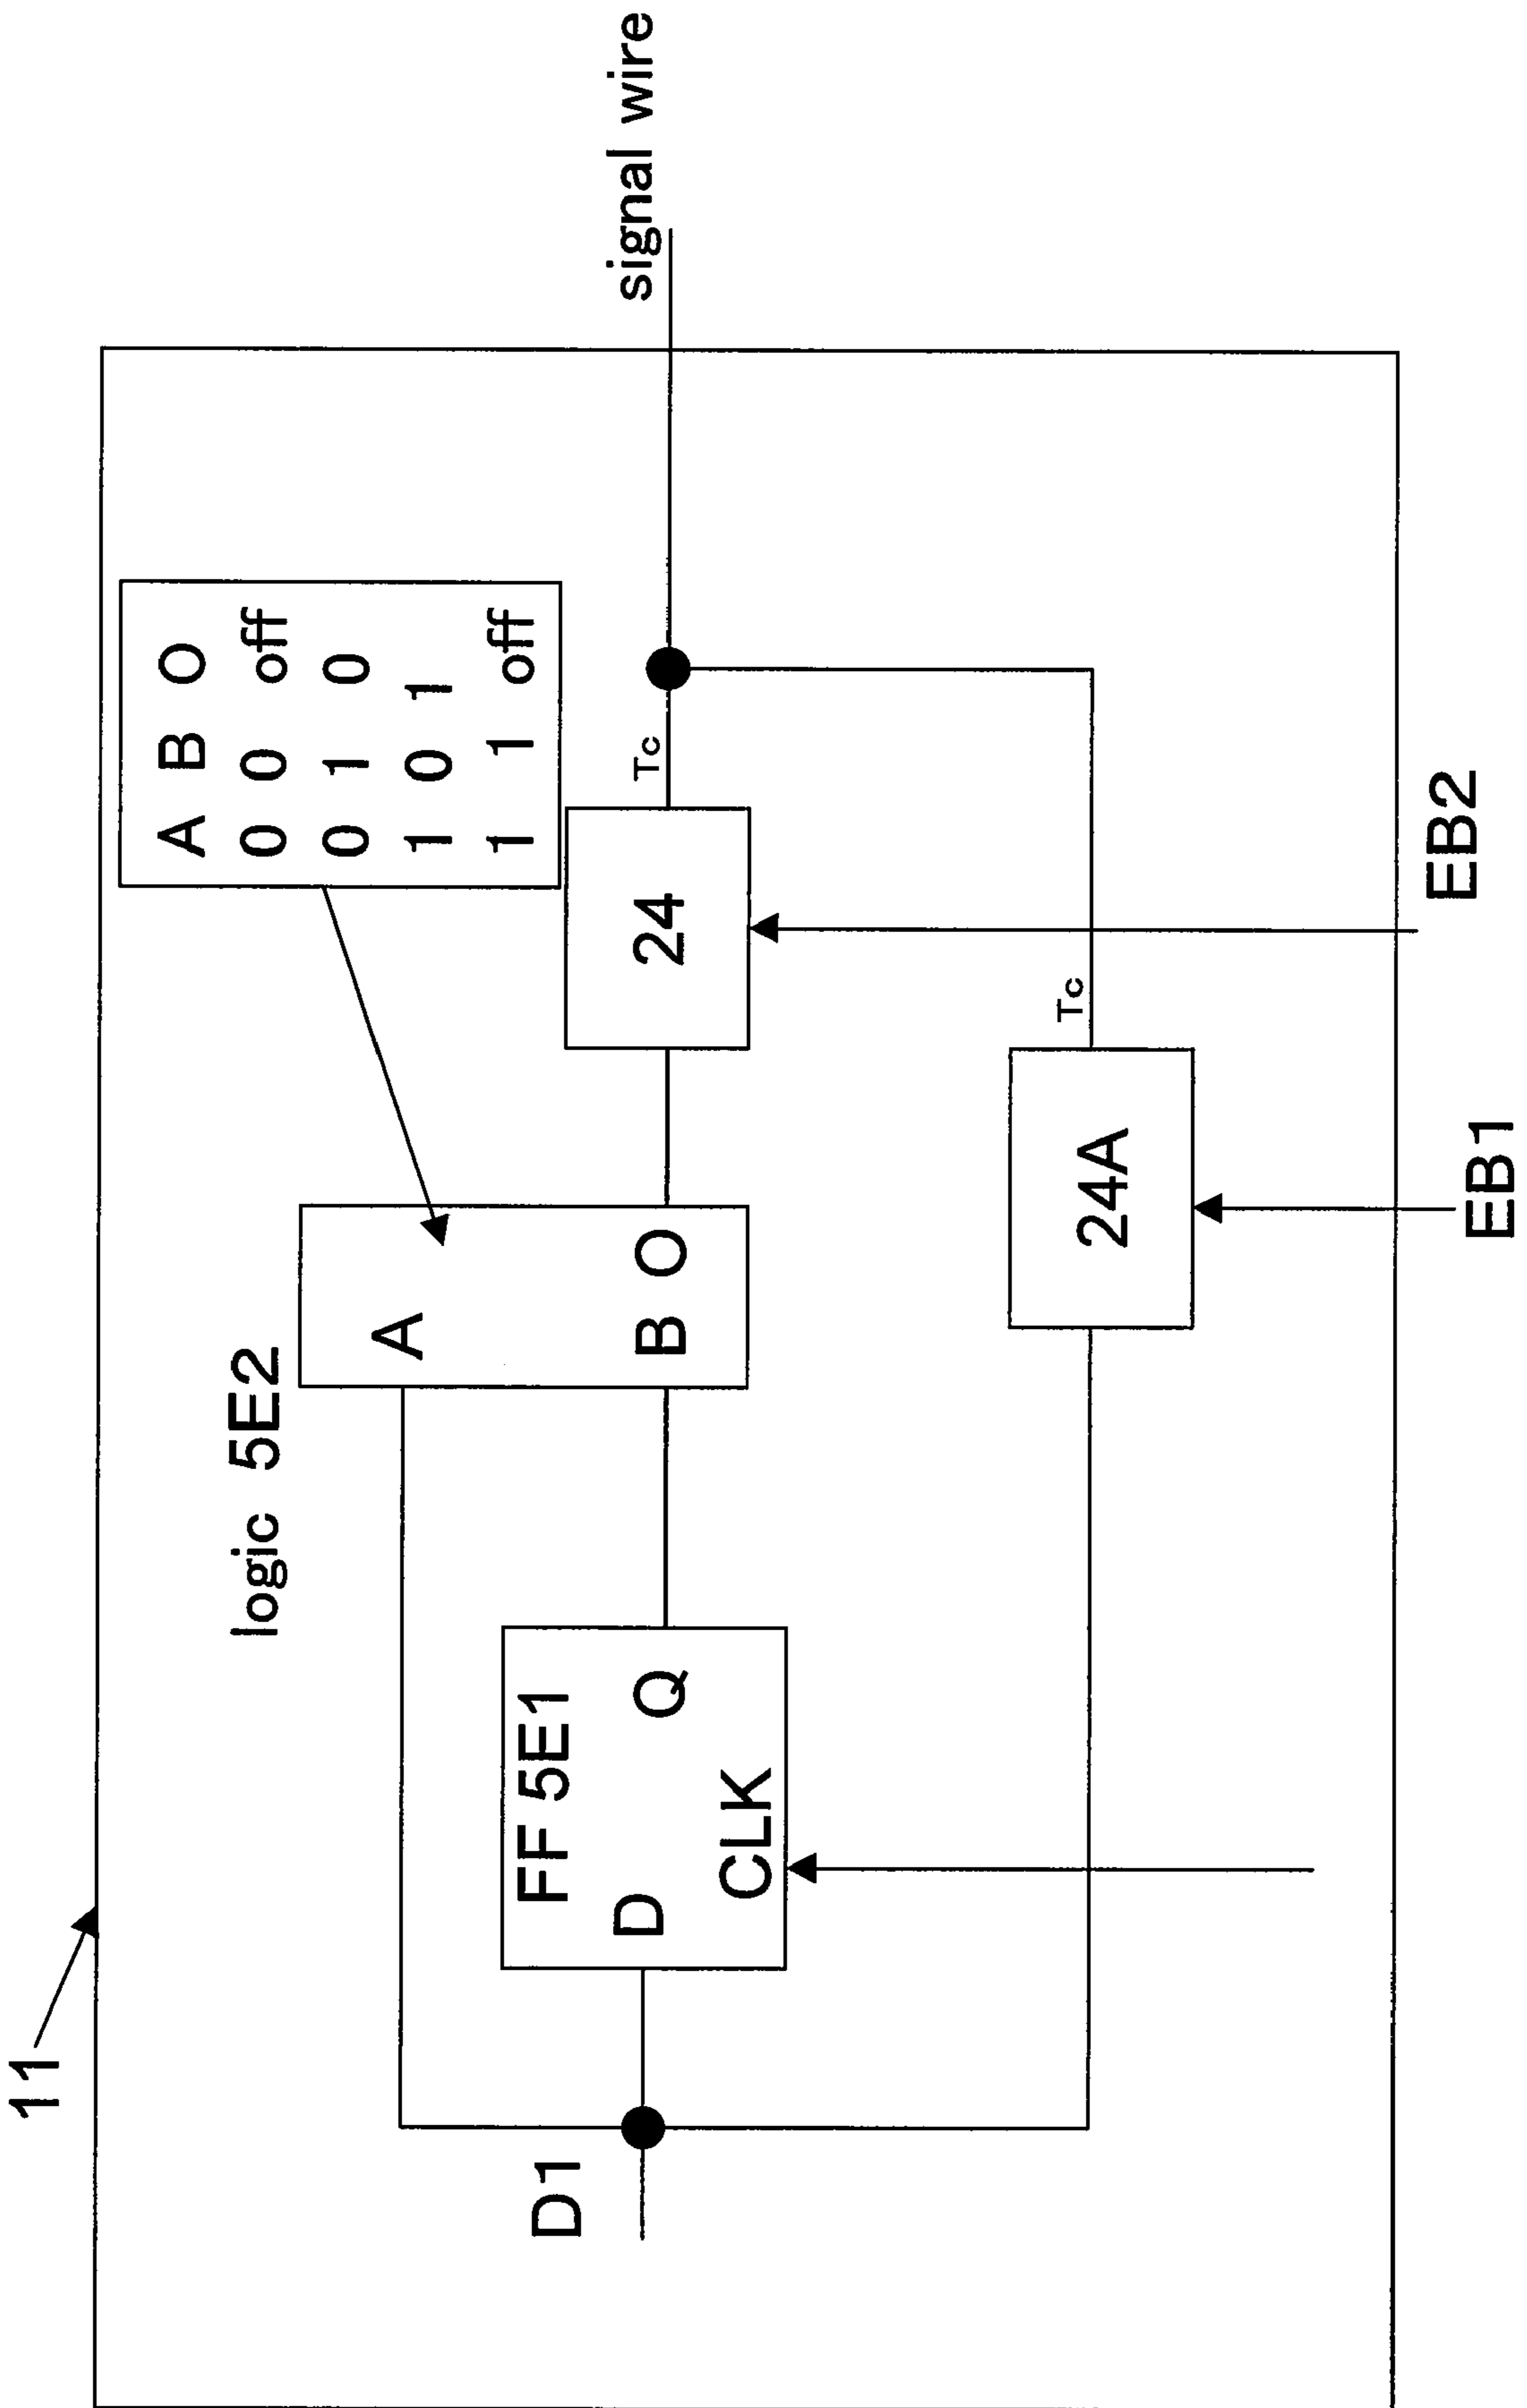 11
logic 5E2
A B O
0 0 off
0 1 0
1 0 1
1 1 off
FF 5E1
D Q
CLK
A
B O
24
Tc
signal wire
D1
24A
Tc
EB1
EB2